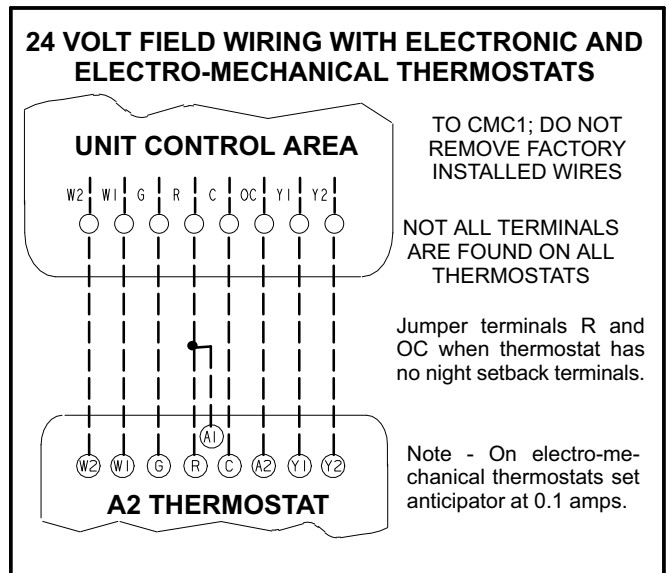 24 VOLT FIELD WIRING WITH ELECTRONIC AND
ELECTRO-MECHANICAL THERMOSTATS
UNIT CONTROL AREA
W2 W1 G R C OC Y1 Y2
TO CMC1; DO NOT
REMOVE FACTORY
INSTALLED WIRES
NOT ALL TERMINALS
ARE FOUND ON ALL
THERMOSTATS
Jumper terminals R and
OC when thermostat has
no night setback terminals.
A1
W2 W1 G R C A2 Y1 Y2
A2 THERMOSTAT
Note - On electro-me-
chanical thermostats set
anticipator at 0.1 amps.